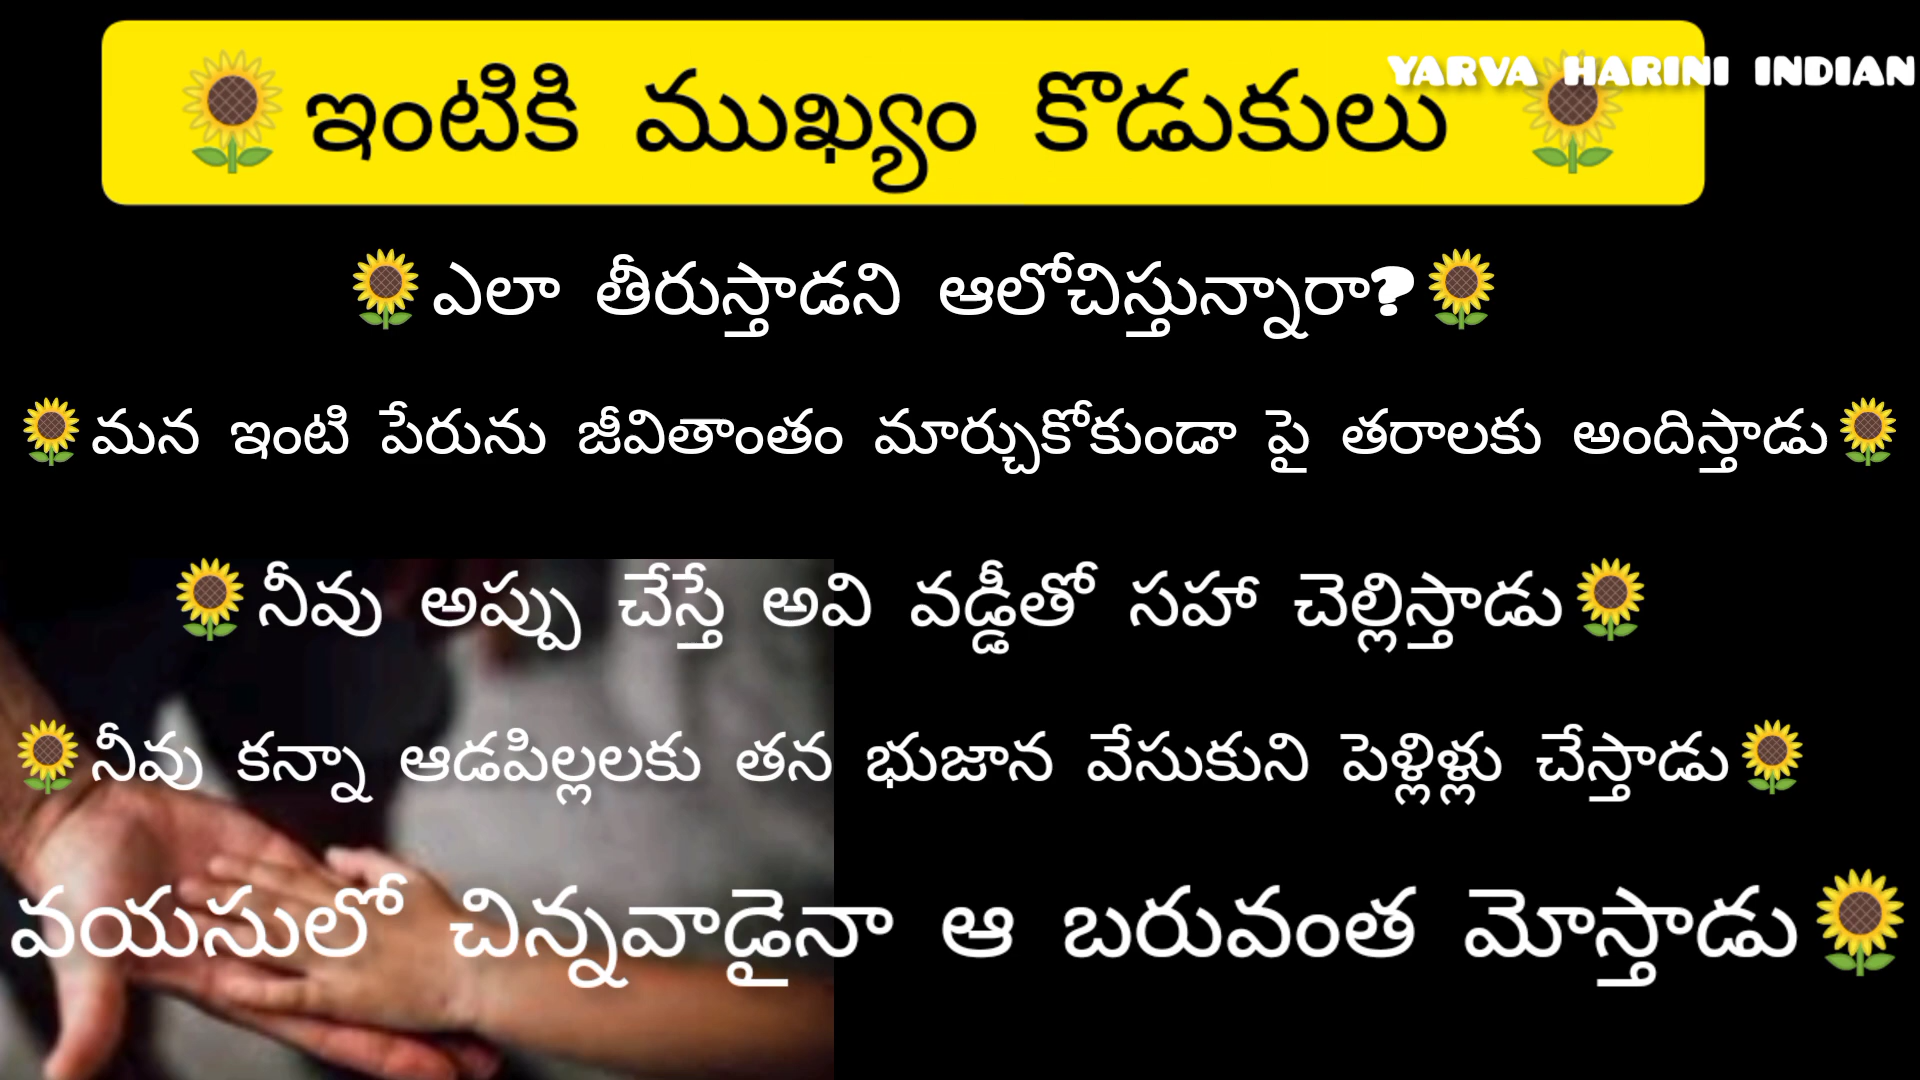 🌻ఇంటికి ముఖ్యం కొడుకులు🌻
YARVA HARINI INDIAN
🌻ఎలా తీరుస్తాడని ఆలోచిస్తున్నారా?🌻
🌻మన ఇంటి పేరును జీవితాంతం మార్చుకోకుండా పై తరాలకు అందిస్తాడు🌻
🌻నీవు అప్పు చేస్తే అవి వడ్డీతో సహా చెల్లిస్తాడు🌻
🌻నీవు కన్నా ఆడపిల్లలకు తన భుజాన వేసుకుని పెళ్లిళ్లు చేస్తాడు🌻
వయసులో చిన్నవాడైనా ఆ బరువంత మోస్తాడు🌻